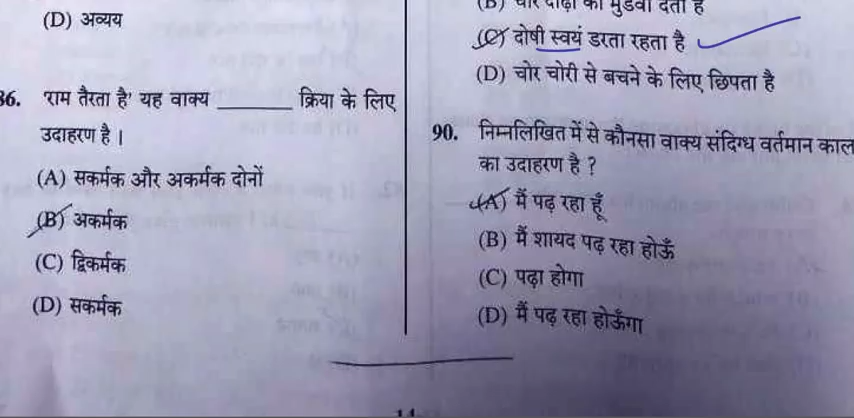 (D) अव्यय
36. 'राम तैरता है' यह वाक्य ________ क्रिया के लिए
उदाहरण है |
(A) सकर्मक और अकर्मक दोनों
(B) अकर्मक
(C) द्विकर्मक
(D) सकर्मक
(B) चोर दाढ़ी को मुंडवा देता है
(C) दोषी स्वयं डरता रहता है
(D) चोर चोरी से बचने के लिए छिपता है
90. निम्नलिखित में से कौनसा वाक्य संदिग्ध वर्तमान काल
का उदाहरण है ?
(A) मैं पढ़ रहा हूँ
(B) मैं शायद पढ़ रहा होऊँ
(C) पढ़ा होगा
(D) मैं पढ़ रहा होऊँगा